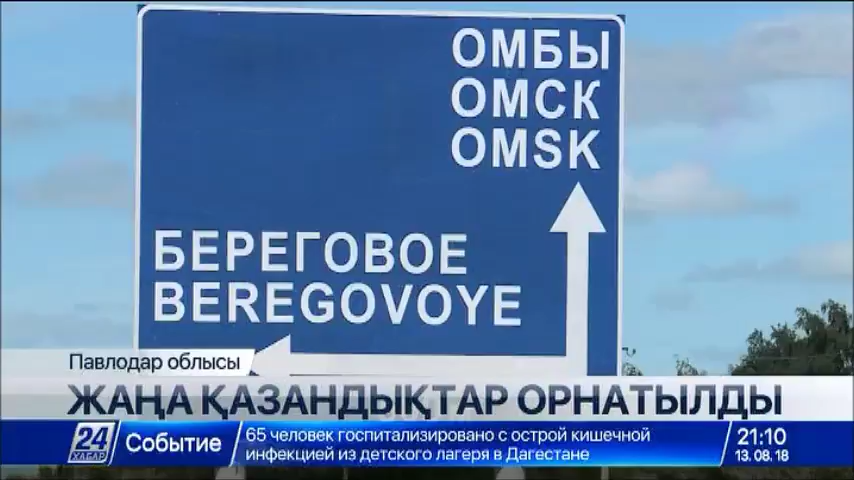 ОМБЫ
ОМСК
OMSK
БЕРЕГОВОЕ
BEREGOVOYE
Павлодар облысы
ЖАҢА ҚАЗАНДЫҚТАР ОРНАТЫЛДЫ
24
ХАБАР
Событие
65 человек госпитализировано с острой кишечной
инфекцией из детского лагеря в Дагестане
21:10
13. 08. 18